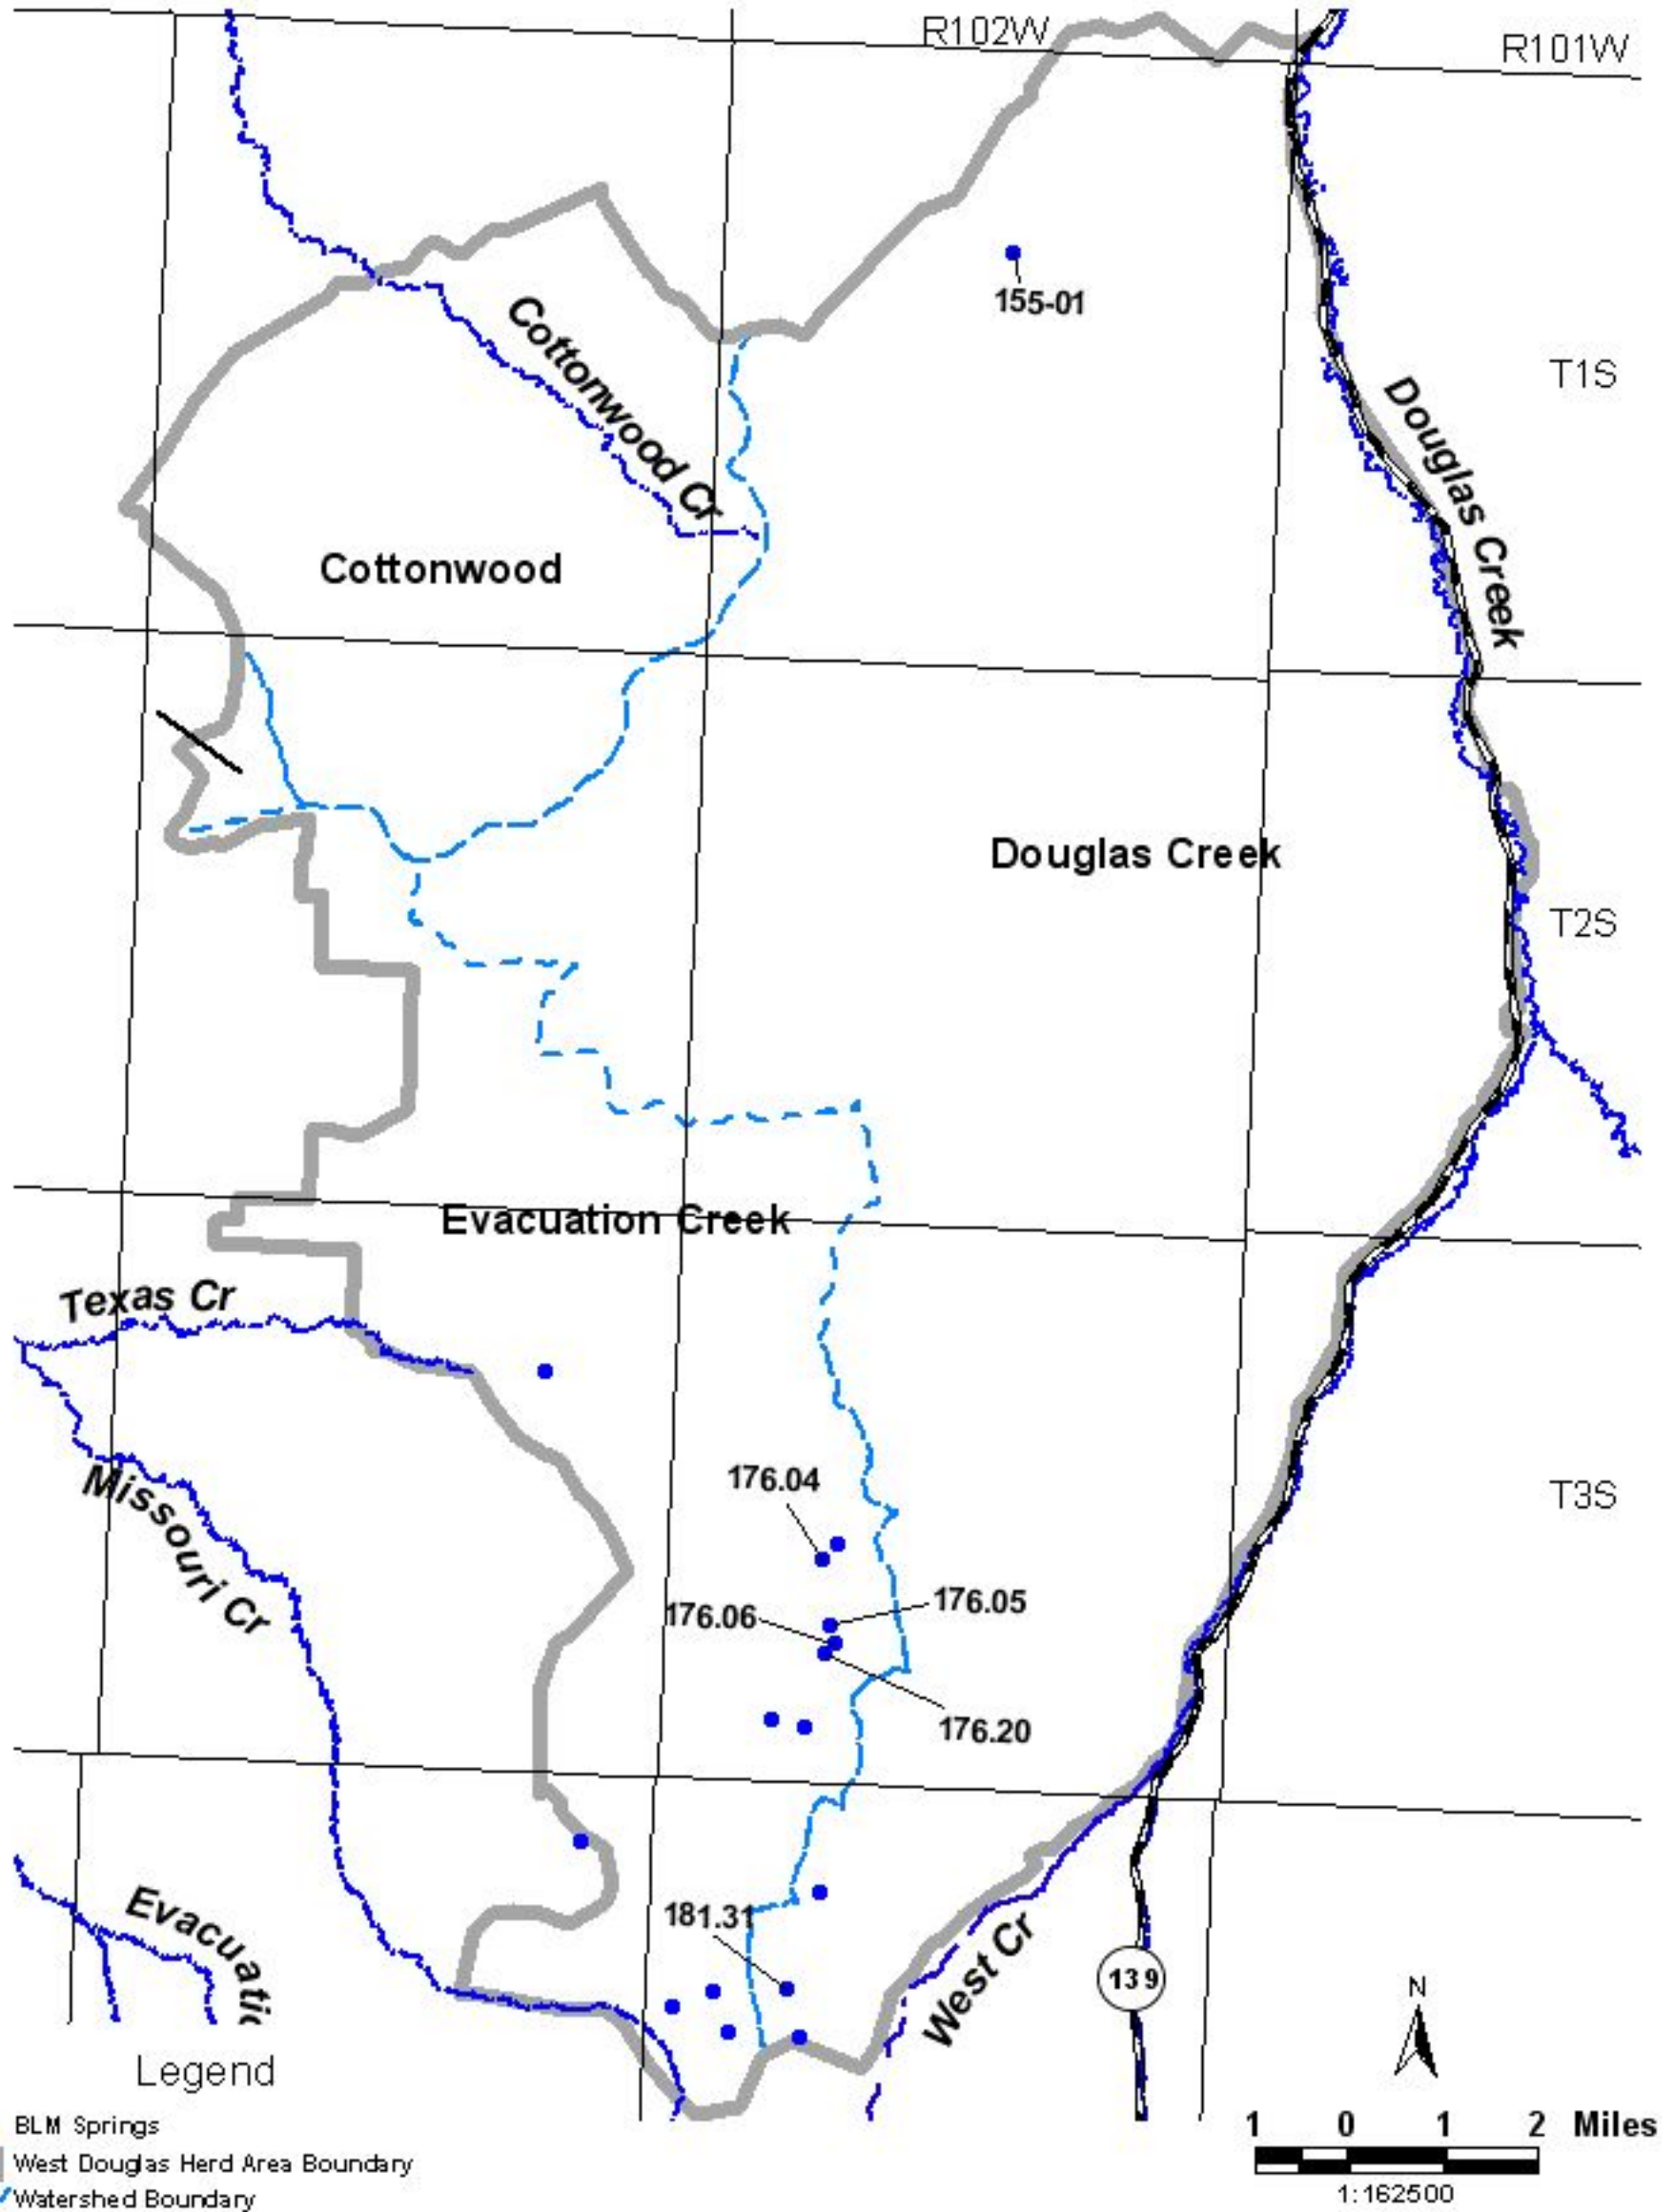 R102W
R101W
155-01
Cottonwood Cr
T1S
Douglas Creek
Cottonwood
Douglas Creek
T2S
Evacuation Creek
Texas Cr
176.04
Missouri Cr
T3S
176.05
176.06
176.20
Evacuatic
181.31
West Cr
139
N
Legend
BLM Springs
West Douglas Herd Area Boundary
Watershed Boundary
1 0 1 2 Miles
1:162500